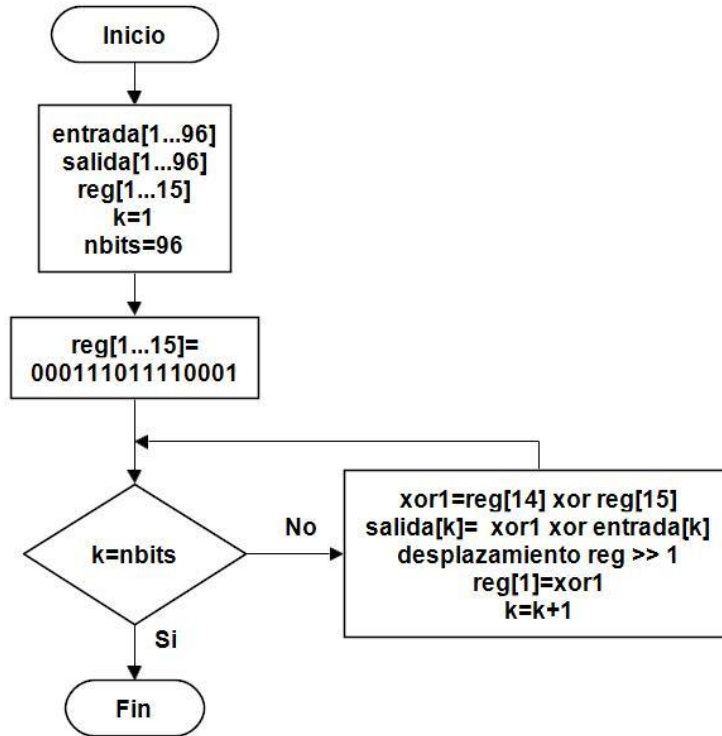 Inicio
entrada[1...96]
salida[1...96]
reg[1...15]
k=1
nbits=96
reg[1...15]=
000111011110001
k=nbits
No
xor1=reg[14] xor reg[15]
salida[k]= xor1 xor entrada[k]
desplazamiento reg >> 1
reg[1]=xor1
k=k+1
Si
Fin